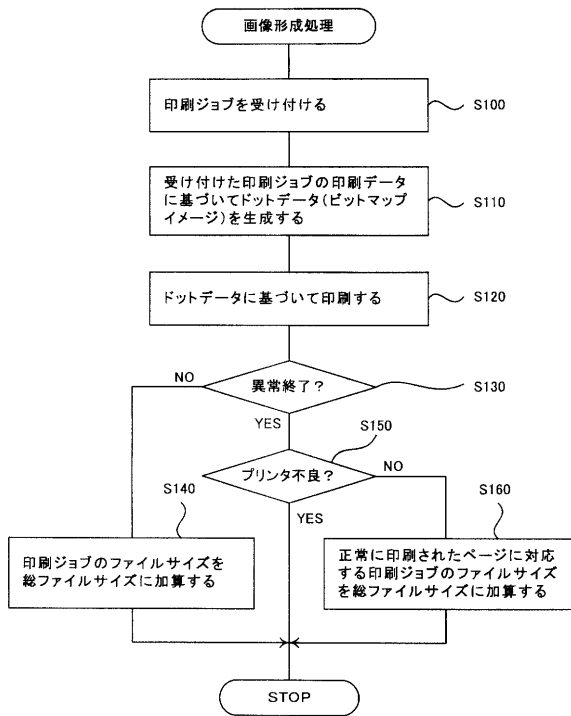 画像形成処理
印刷ジョブを受け付ける
S100
受け付けた印刷ジョブの印刷データ
に基づいてドットデータ(ビットマップ
イメージ)を生成する
S110
ドットデータに基づいて印刷する
S120
異常終了?
S130
NO
YES
プリンタ不良?
S150
NO
YES
S140
印刷ジョブのファイルサイズを
総ファイルサイズに加算する
S160
正常に印刷されたページに対応
する印刷ジョブのファイルサイズ
を総ファイルサイズに加算する
STOP